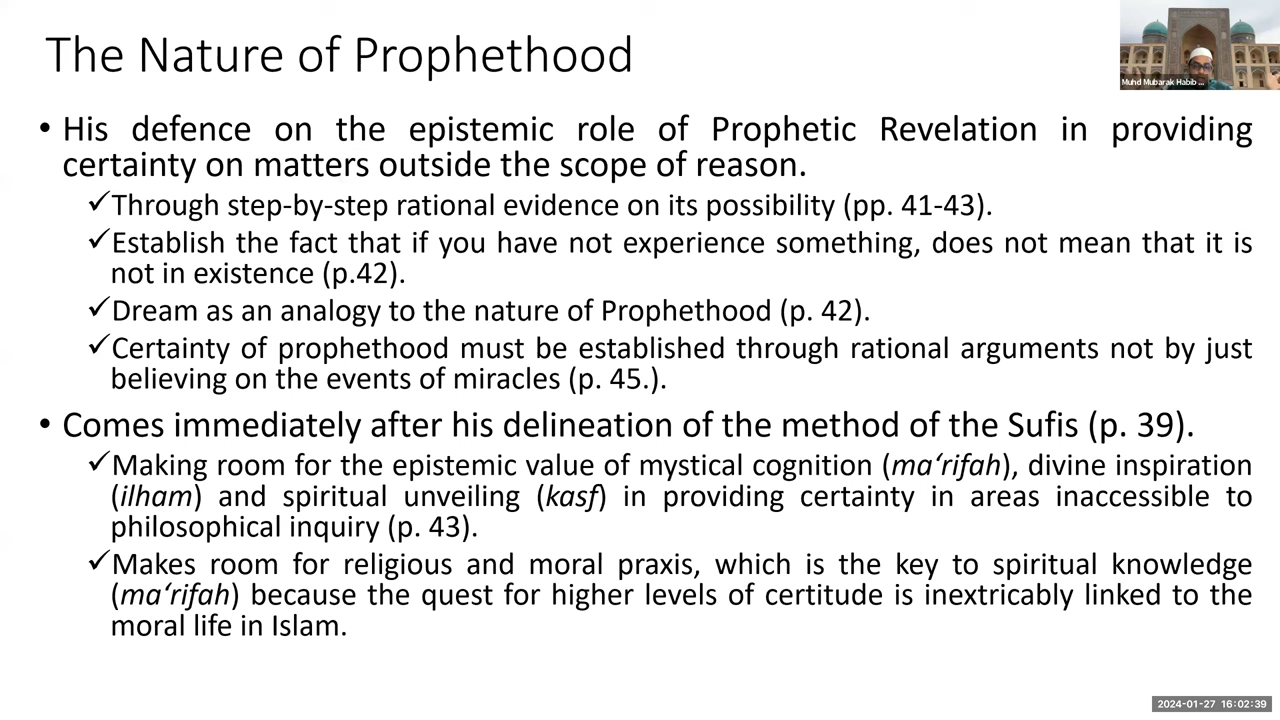 The Nature of Prophethood
Muhd Mubarak Habib ...
• His defence on the epistemic role of Prophetic Revelation in providing
certainty on matters outside the scope of reason.
✓Through step-by-step rational evidence on its possibility (pp. 41-43).
✓Establish the fact that if you have not experience something, does not mean that it is
not in existence (p.42).
✓Dream as an analogy to the nature of Prophethood (p. 42).
✓Certainty of prophethood must be established through rational arguments not by just
believing on the events of miracles (p. 45.).
• Comes immediately after his delineation of the method of the Sufis (p. 39).
✓Making room for the epistemic value of mystical cognition (ma‘rifah), divine inspiration
(ilham) and spiritual unveiling (kasf) in providing certainty in areas inaccessible to
philosophical inquiry (p. 43).
✓Makes room for religious and moral praxis, which is the key to spiritual knowledge
(ma‘rifah) because the quest for higher levels of certitude is inextricably linked to the
moral life in Islam.
2024-01-27 16:02:39